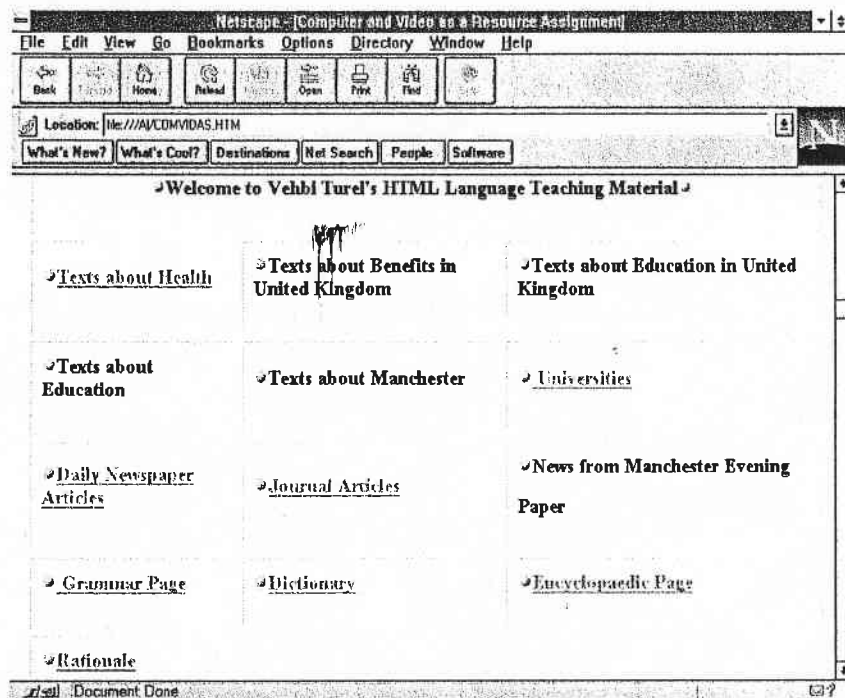 Netscape - [Computer and Video as a Resource Assignment]
File Edit View Go Bookmarks Options Directory Window Help
Back Home Reload Open Print Find
Location: file:///A|/COMVIDAS.HTM
What's New? What's Cool? Destinations Net Search People Software
Welcome to Vehbi Turel's HTML Language Teaching Material
Texts about Health
Texts about Benefits in
United Kingdom
Texts about Education in United
Kingdom
Texts about
Education
Texts about Manchester
Universities
Daily Newspaper
Articles
Journal Articles
News from Manchester Evening
Paper
Grammar Page
Dictionary
Encyclopaedic Page
Rationale
Document: Done